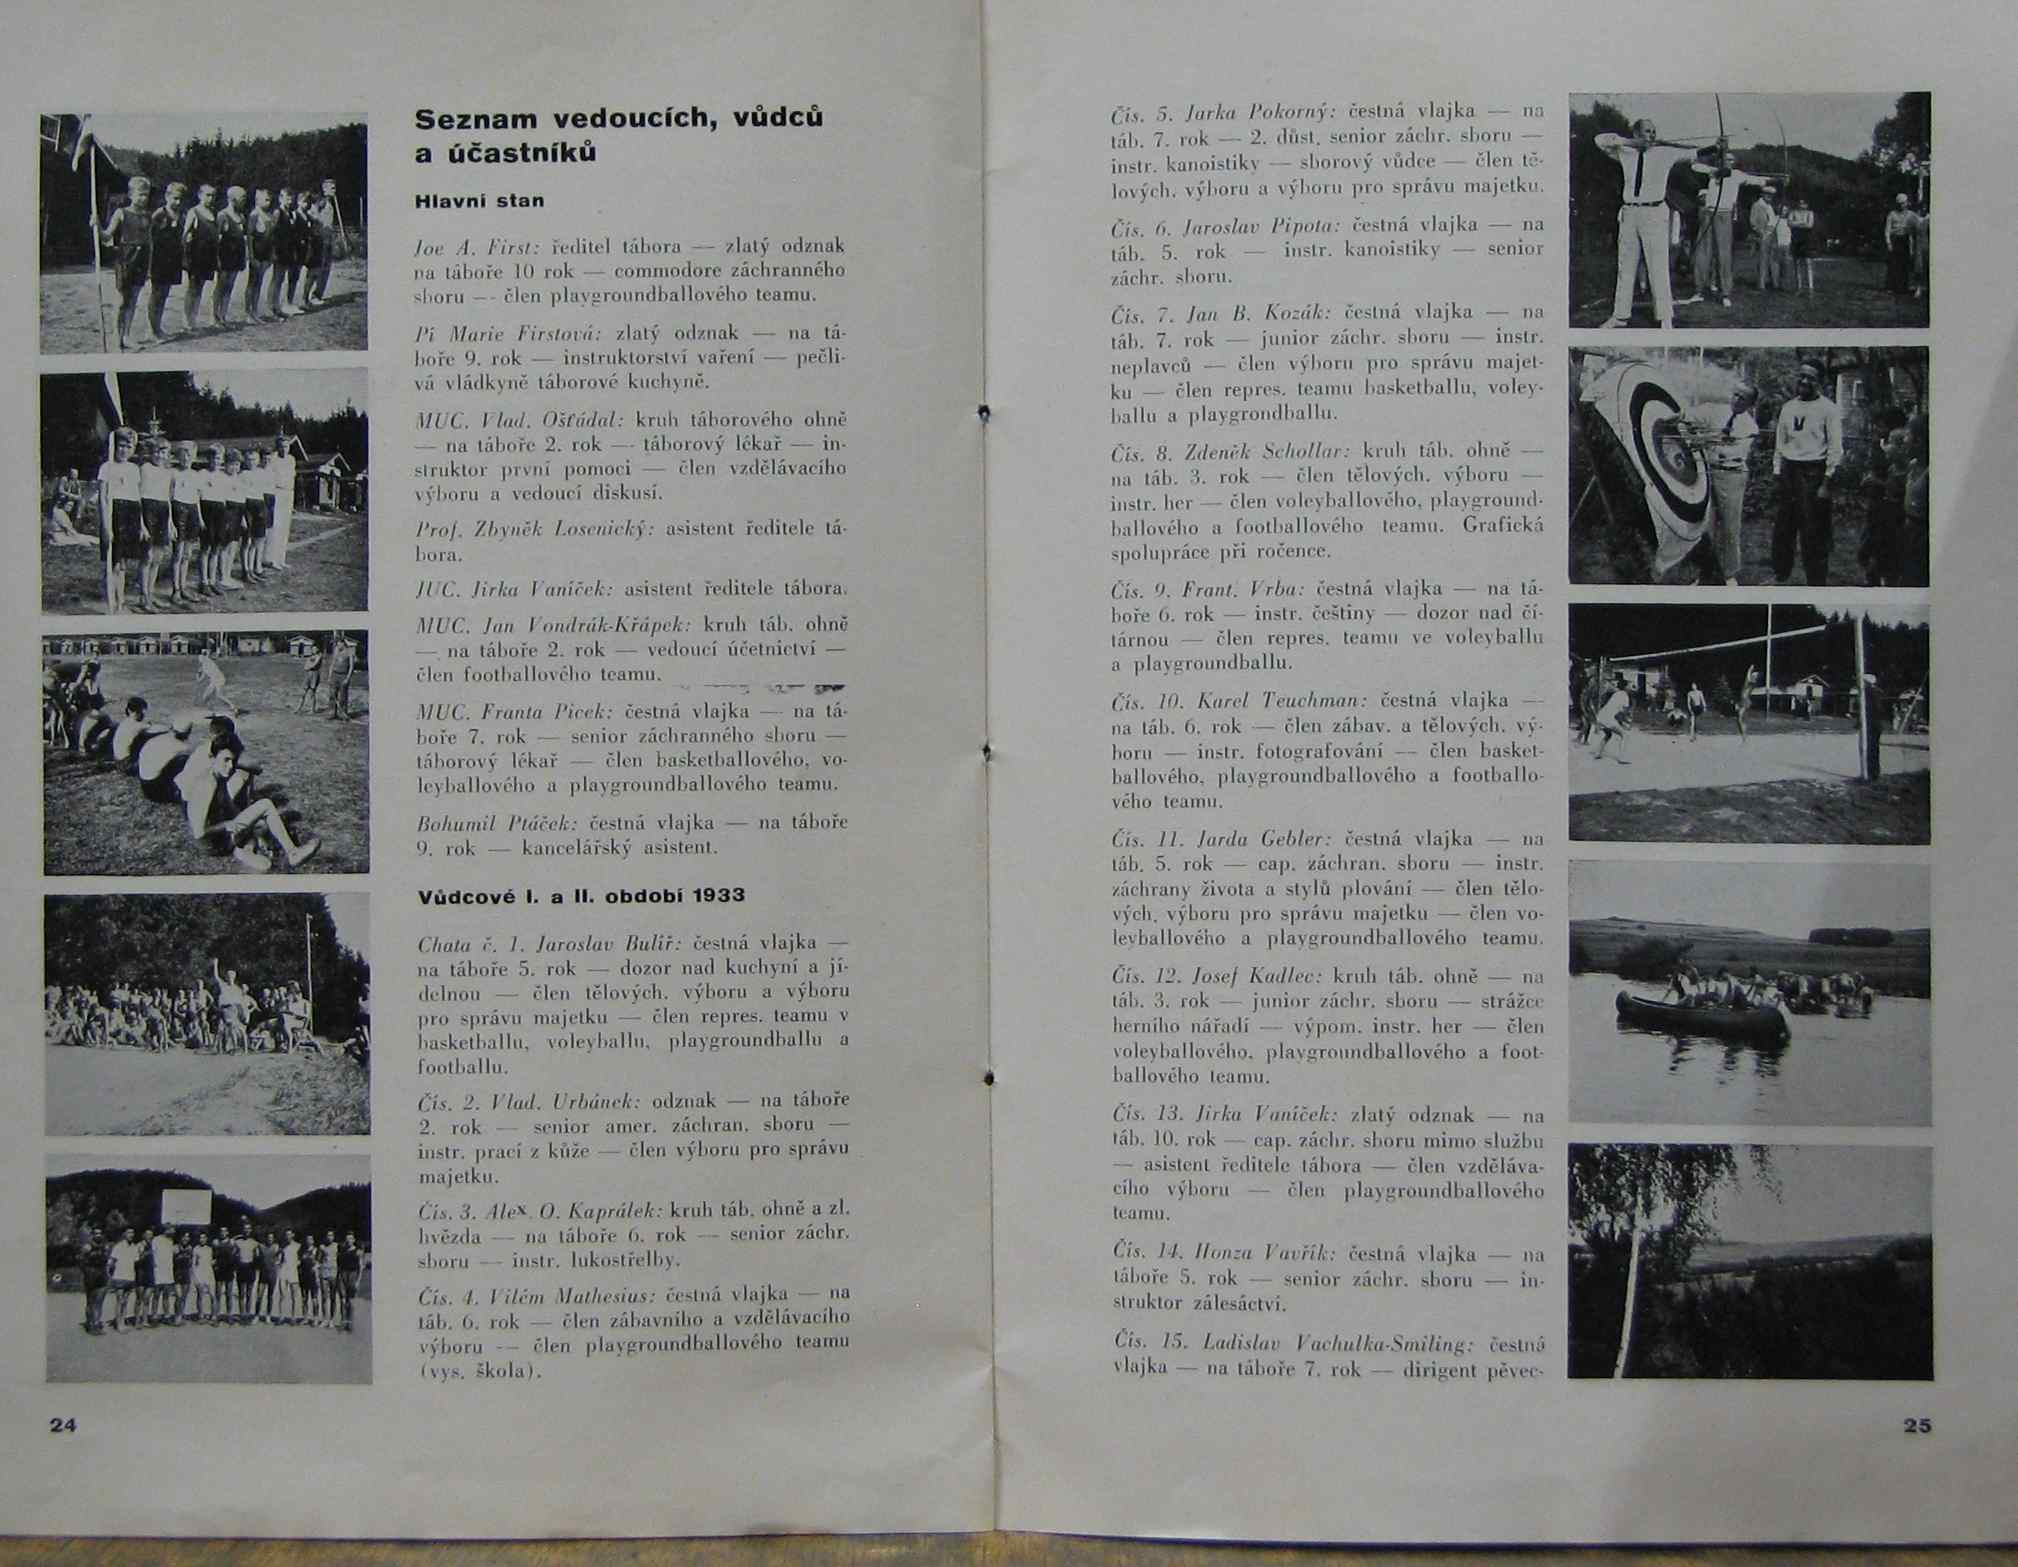 Seznam vedoucích, vůdců
a účastníků
Hlavní stan
Joe A. First: ředitel tábora — zlatý odznak
na táboře 10 rok — commodore záchranného
sboru — člen playgroundballového teamu.
Pí Marie Firstová: zlatý odznak — na tá-
boře 9. rok — instruktorství vaření — pečli-
vá vládkyně táborové kuchyně.
MUC. Vlad. Ošťádal: kruh táborového ohně
— na táboře 2. rok — táborový lékař — in-
struktor první pomoci — člen vzdělávacího
výboru a vedoucí diskusí.
Prof. Zbyněk Losenický: asistent ředitele tá-
bora.
JUC. Jirka Vaníček: asistent ředitele tábora.
MUC. Jan Vondrák-Křápek: kruh táb. ohně
— na táboře 2. rok — vedoucí účetnictví —
člen footballového teamu.
MUC. Franta Picek: čestná vlajka — na tá-
boře 7. rok — senior záchranného sboru —
táborový lékař — člen basketballového, vo-
leyballového a playgroundballového teamu.
Bohumil Ptáček: čestná vlajka — na táboře
9. rok — kancelářský asistent.
Vůdcové I. a II. období 1933
Chata č. 1. Jaroslav Bulíř: čestná vlajka —
na táboře 5. rok — dozor nad kuchyní a jí-
delnou — člen tělových. výboru a výboru
pro správu majetku — člen repres. teamu v
basketballu, voleyballu, playgroundballu a
footballu.
Čís. 2. Vlad. Urbánek: odznak — na táboře
2. rok — senior amer. záchran. sboru —
instr. prací z kůže — člen výboru pro správu
majetku.
Čís. 3. Alex. O. Kaprálek: kruh táb. ohně a zl.
hvězda — na táboře 6. rok — senior záchr.
sboru — instr. lukostřelby.
Čís. 4. Vilém Mathesius: čestná vlajka — na
táb. 6. rok — člen zábavního a vzdělávacího
výboru — člen playgroundballového teamu
(vys. škola).
24
Čís. 5. Jarka Pokorný: čestná vlajka — na
táb. 7. rok — 2. důst. senior záchr. sboru —
instr. kanoistiky — sborový vůdce — člen tě-
lových. výboru a výboru pro správu majetku.
Čís. 6. Jaroslav Pipota: čestná vlajka — na
táb. 5. rok — instr. kanoistiky — senior
záchr. sboru.
Čís. 7. Jan B. Kozák: čestná vlajka — na
táb. 7. rok — junior záchr. sboru — instr.
neplavců — člen výboru pro správu majet-
ku — člen repres. teamu basketballu, voley-
ballu a playgrondballu.
Čís. 8. Zdeněk Schollar: kruh táb. ohně —
na táb. 3. rok — člen tělových. výboru —
instr. her — člen voleyballového, playground-
ballového a footballového teamu. Grafická
spolupráce při ročence.
Čís. 9. Frant. Vrba: čestná vlajka — na tá-
boře 6. rok — instr. češtiny — dozor nad čí-
tárnou — člen repres. teamu ve voleyballu
a playgroundballu.
Čís. 10. Karel Teuchman: čestná vlajka —
na táb. 6. rok — člen zábav. a tělových. vý-
boru — instr. fotografování — člen basket-
ballového, playgroundballového a footballo-
vého teamu.
Čís. 11. Jarda Gebler: čestná vlajka — na
táb. 5. rok — cap. záchran. sboru — instr.
záchrany života a stylů plování — člen tělo-
vých. výboru pro správu majetku — člen vo-
leyballového a playgroundballového teamu.
Čís. 12. Josef Kadlec: kruh táb. ohně — na
táb. 3. rok — junior záchr. sboru — strážce
herního nářadí — výpom. instr. her — člen
voleyballového, playgroundballového a foot-
ballového teamu.
Čís. 13. Jirka Vaníček: zlatý odznak — na
táb. 10. rok — cap. záchr. sboru mimo službu
— asistent ředitele tábora — člen vzděláva-
cího výboru — člen playgroundballového
teamu.
Čís. 14. Honza Vavřík: čestná vlajka — na
táboře 5. rok — senior záchr. sboru — in-
struktor zálesáctví.
Čís. 15. Ladislav Vachulka-Smiling: čestná
vlajka — na táboře 7. rok — dirigent pěvec-
25